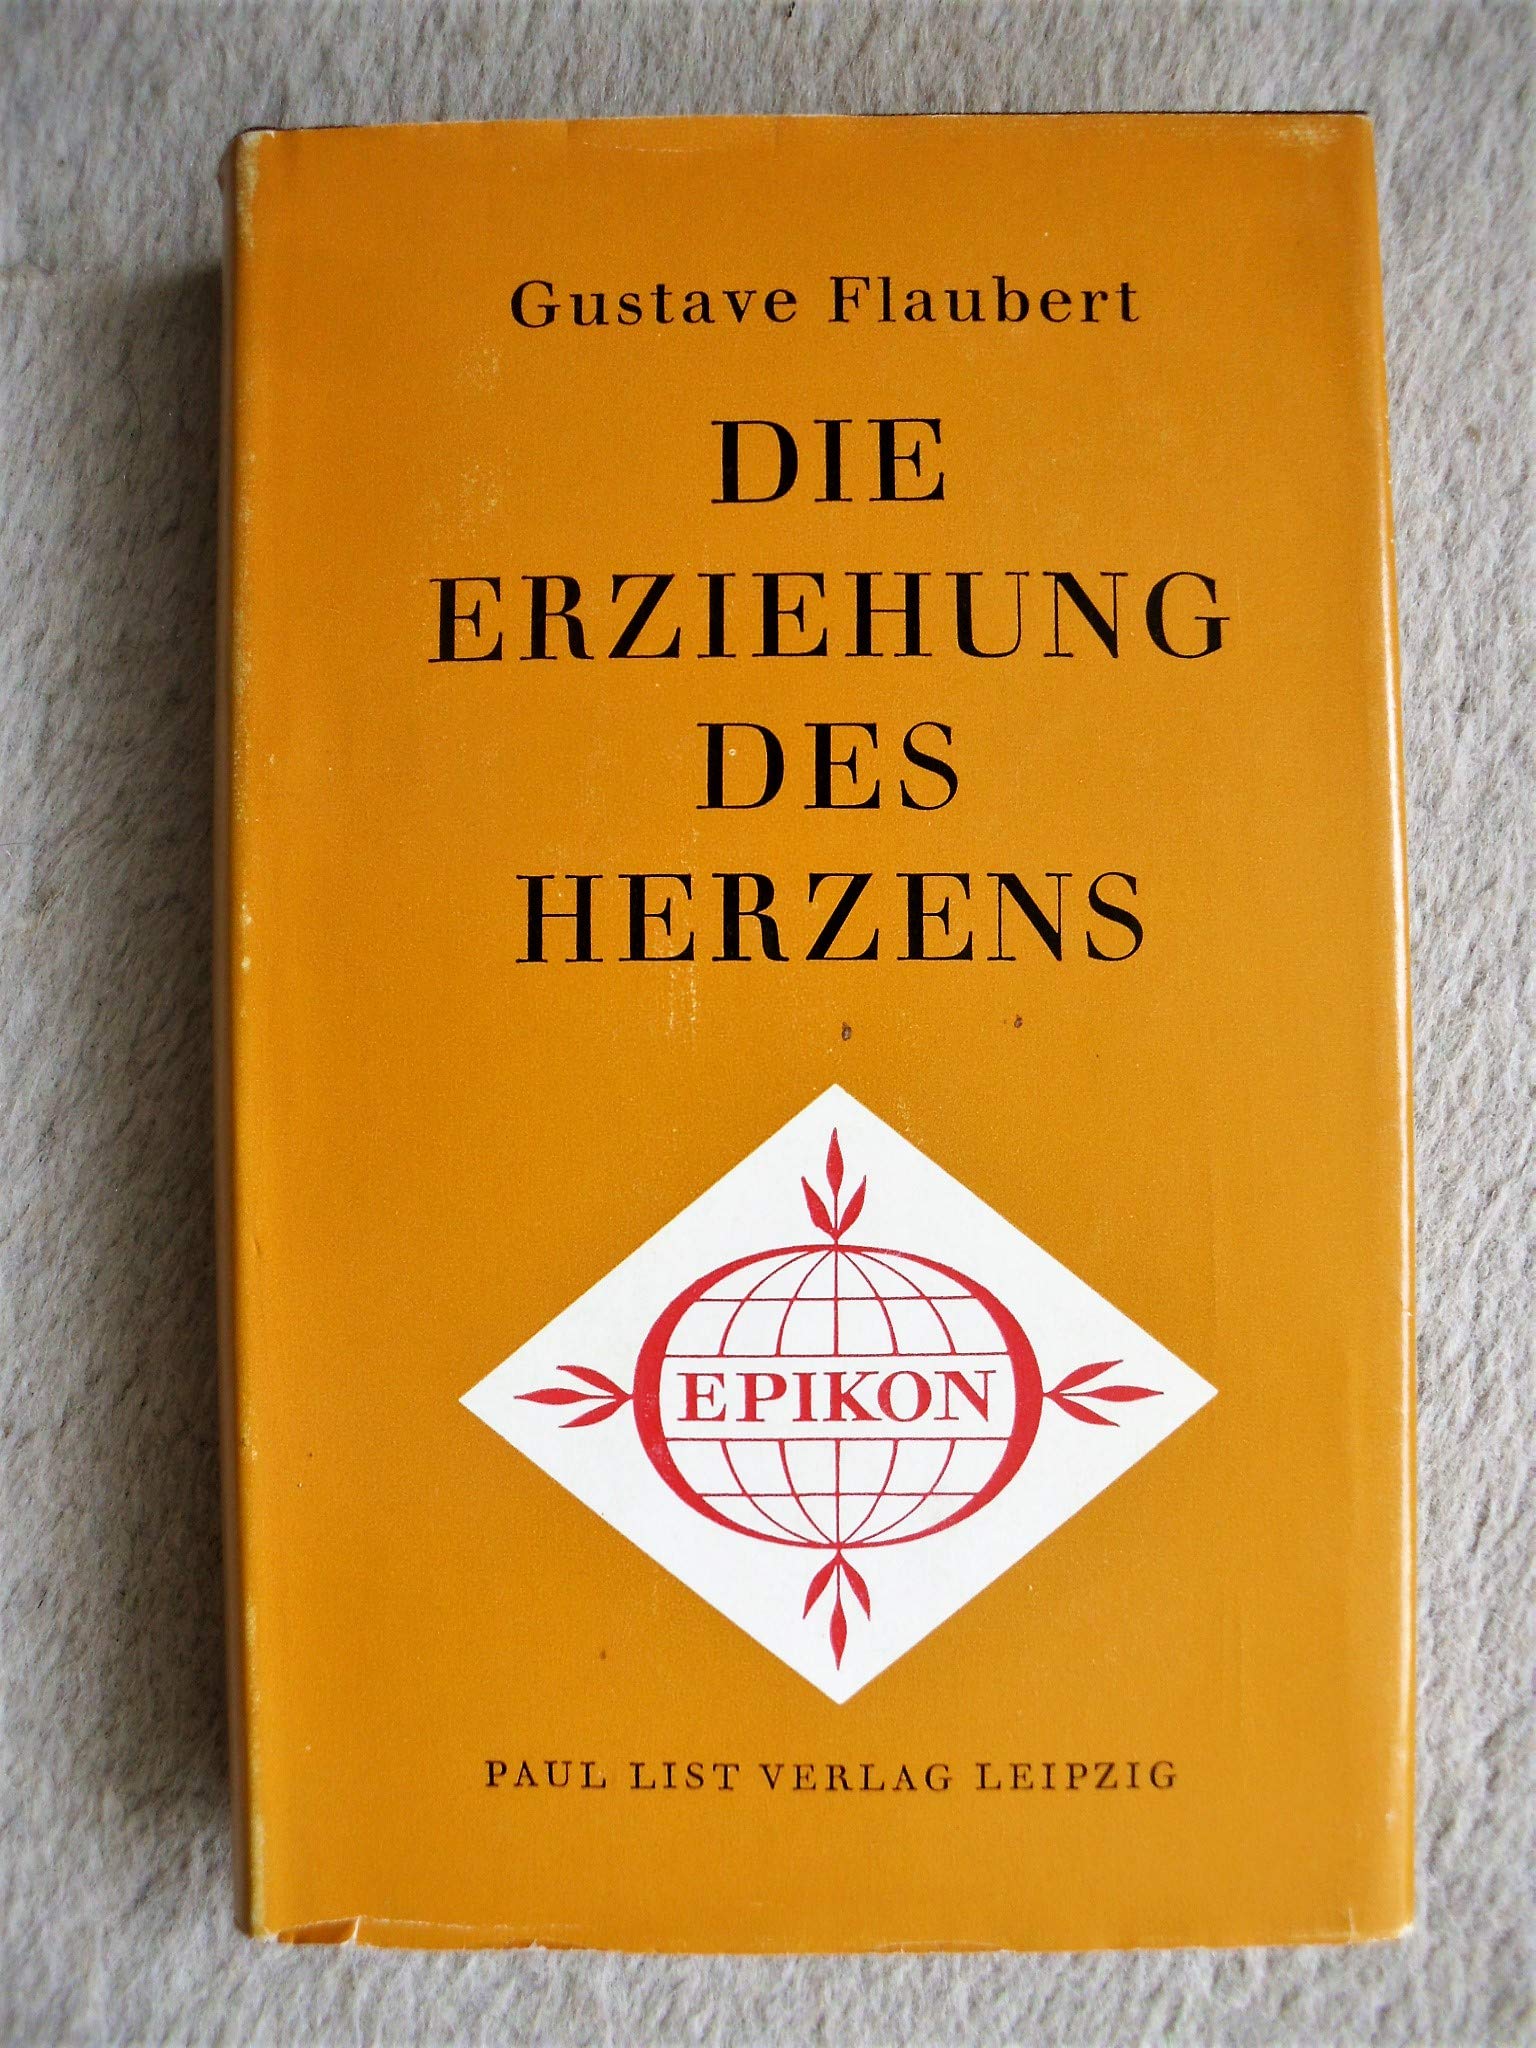 Gustave Flaubert
DIE
ERZIEHUNG
DES
HERZENS
EPIKON
PAUL LIST VERLAG LEIPZIG